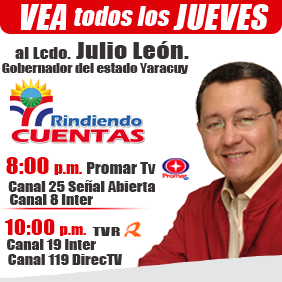 VEA todos los JUEVES
al Lcdo. Julio León.
Gobernador del estado Yaracuy
Rindiendo
CUENTAS
8:00 p.m. Promar Tv
Promar
Canal 25 Señal Abierta
Canal 8 Inter
10:00 p.m. TVR
Canal 19 Inter
Canal 119 DirecTV